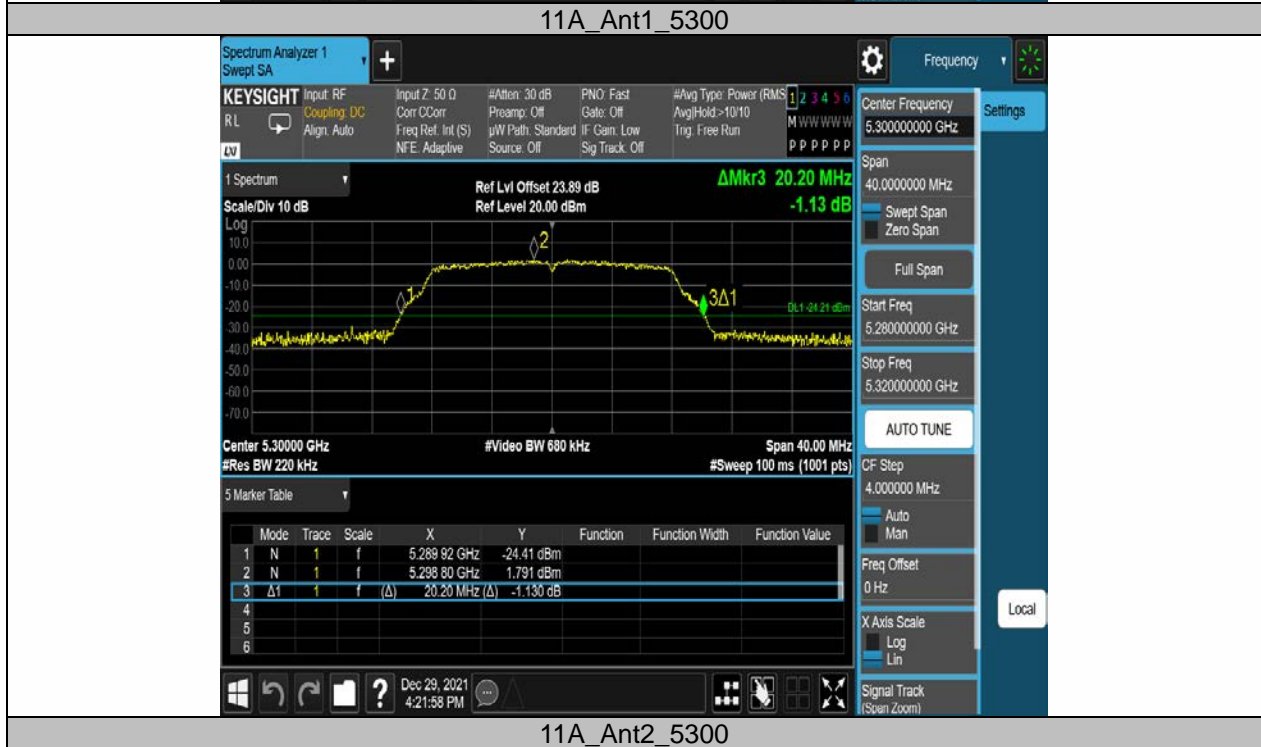 11A_Ant1_5300
Spectrum Analyzer 1
Swept SA
+
Frequency
KEYSIGHT
RL
LXI
Input: RF
Coupling: DC
Align: Auto
Input Z: 50 Ω
Corr CCorr
Freq Ref: Int (S)
NFE: Adaptive
#Atten: 30 dB
Preamp: Off
µW Path: Standard
Source: Off
PNO: Fast
Gate: Off
IF Gain: Low
Sig Track: Off
#Avg Type: Power (RMS
Avg|Hold:>10/10
Trig: Free Run
1 2 3 4 5 6
M W W W W W
P P P P P P
1 Spectrum
Scale/Div 10 dB
Ref Lvl Offset 23.89 dB
Ref Level 20.00 dBm
ΔMkr3 20.20 MHz
-1.13 dB
Log
10.0
0.00
-10.0
-20.0
-30.0
-40.0
-50.0
-60.0
-70.0
1
2
3Δ1
DL1 -24.21 dBm
Center 5.30000 GHz
#Video BW 680 kHz
Span 40.00 MHz
#Res BW 220 kHz
#Sweep 100 ms (1001 pts)
5 Marker Table
Mode Trace Scale X Y Function Function Width Function Value
1 N 1 f 5.289 92 GHz -24.41 dBm
2 N 1 f 5.298 80 GHz 1.791 dBm
3 Δ1 1 f (Δ) 20.20 MHz (Δ) -1.130 dB
4
5
6
Center Frequency
5.300000000 GHz
Settings
Span
40.0000000 MHz
Swept Span
Zero Span
Full Span
Start Freq
5.280000000 GHz
Stop Freq
5.320000000 GHz
AUTO TUNE
CF Step
4.000000 MHz
Auto
Man
Freq Offset
0 Hz
X Axis Scale
Log
Lin
Local
Signal Track
(Span Zoom)
?
Dec 29, 2021
4:21:58 PM
11A_Ant2_5300